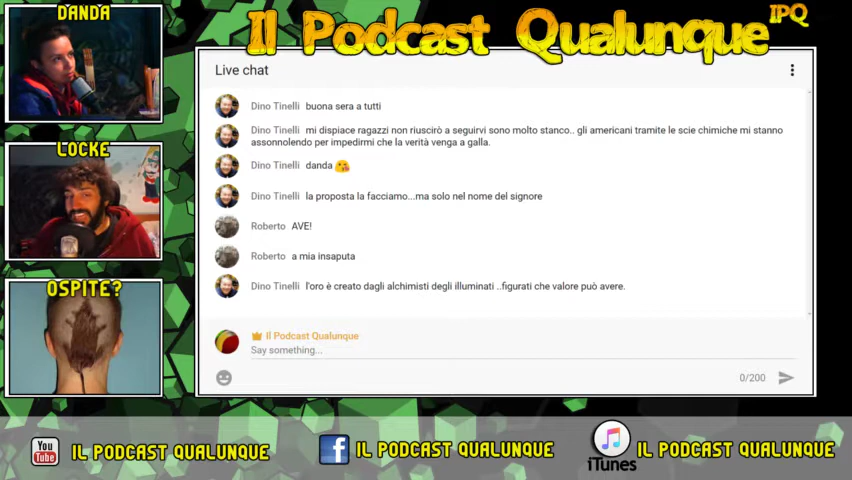 DANDA
Il Podcast Qualunque IPQ
Live chat
Dino Tinelli buona sera a tutti
Dino Tinelli mi dispiace ragazzi non riuscirò a seguirvi sono molto stanco.. gli americani tramite le scie chimiche mi stanno
assonnolendo per impedirmi che la verità venga a galla.
LOCKE
Dino Tinelli danda 😘
Dino Tinelli la proposta la facciamo...ma solo nel nome del signore
Roberto AVE!
Roberto a mia insaputa
OSPITE?
Dino Tinelli l'oro è creato dagli alchimisti degli illuminati ..figurati che valore può avere.
Il Podcast Qualunque
Say something...
0/200
You
Tube
IL PODCAST QUALUNQUE
f
IL PODCAST QUALUNQUE
iTunes
IL PODCAST QUALUNQUE